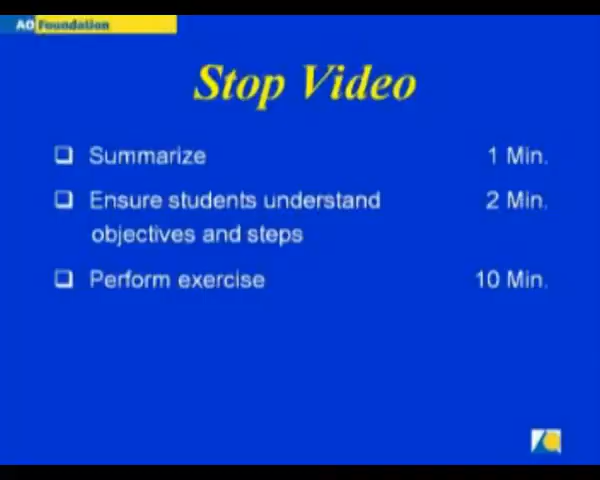 AO Foundation
Stop Video
Summarize 1 Min.
Ensure students understand 2 Min.
objectives and steps
Perform exercise 10 Min.